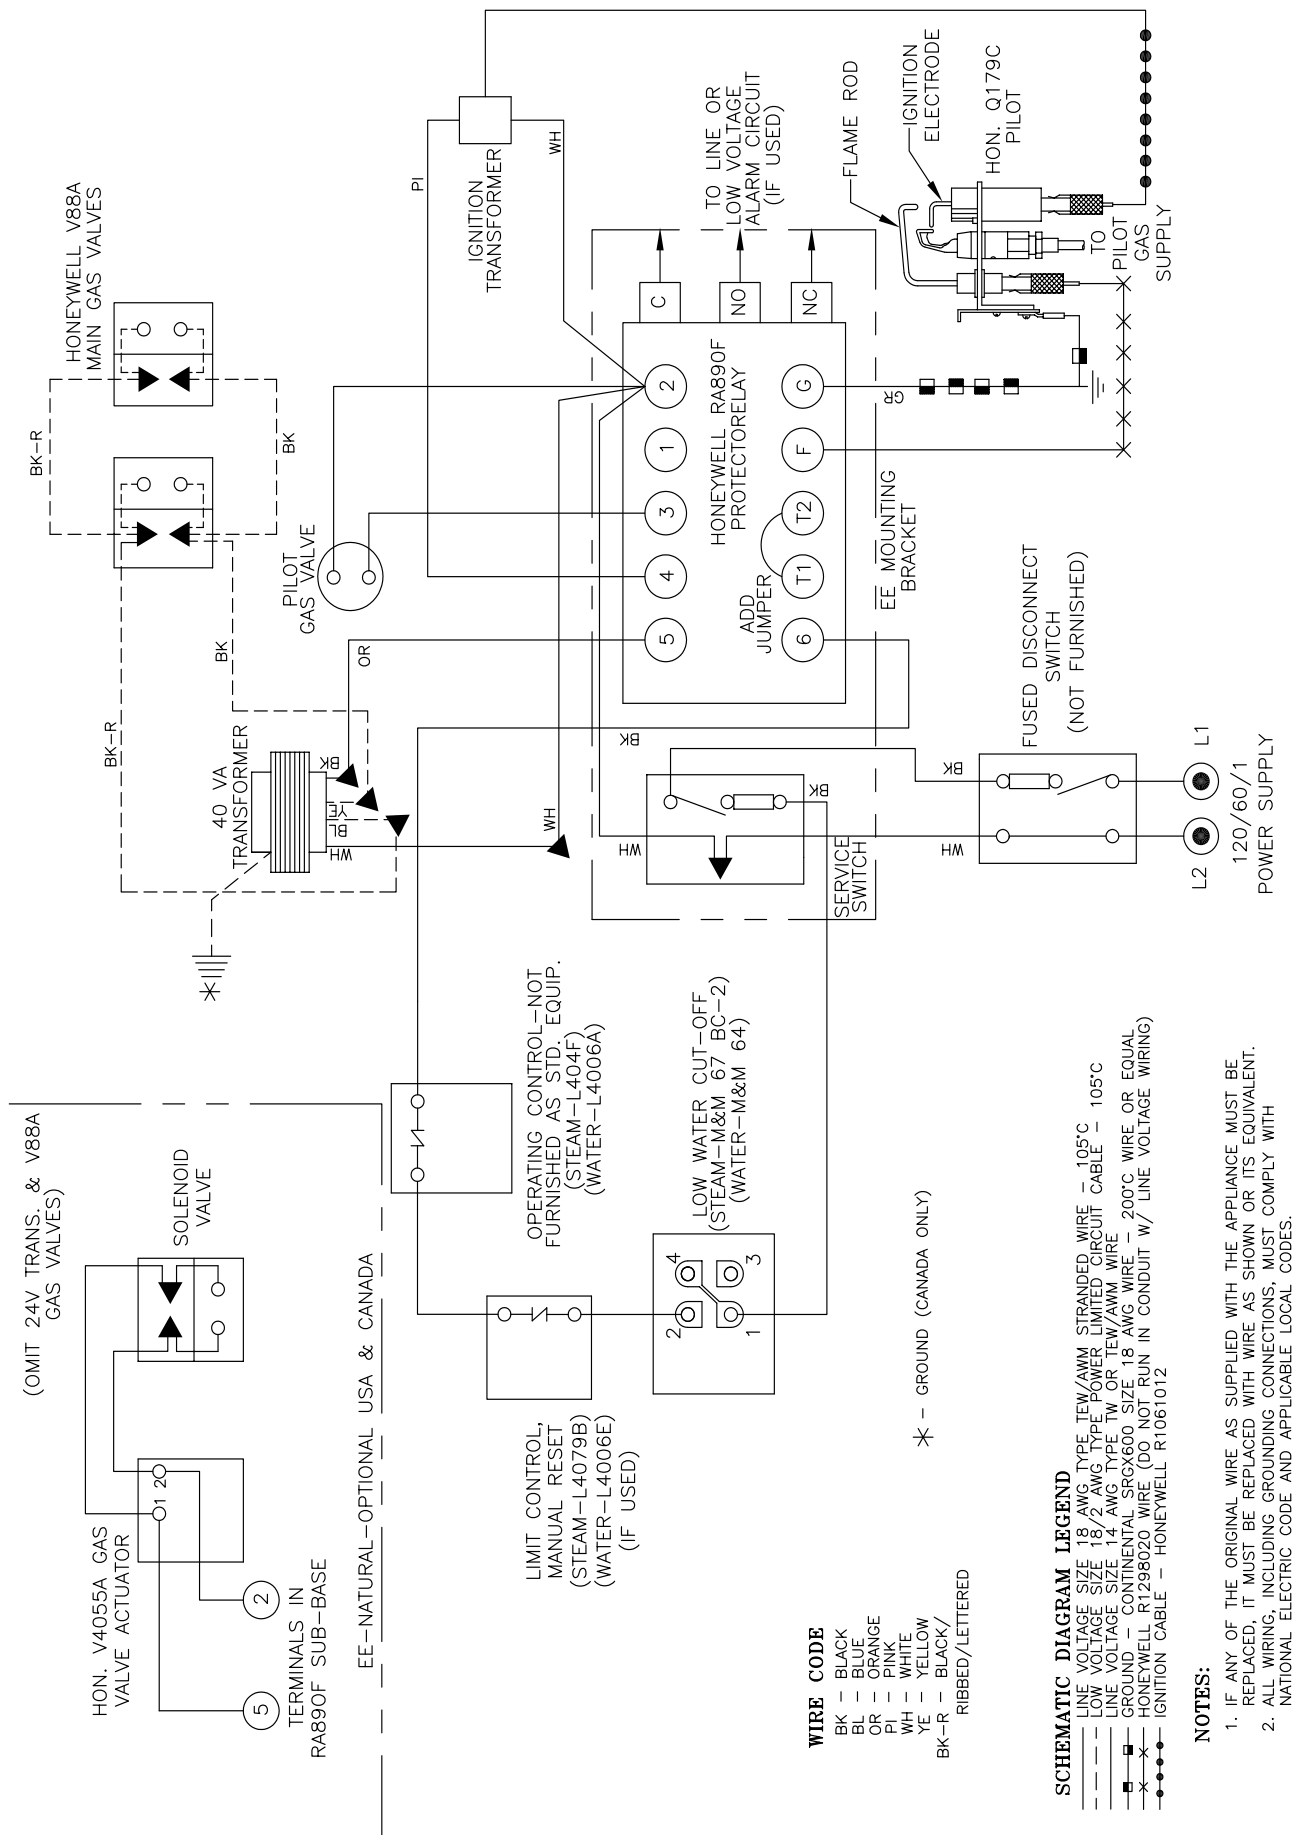 (OMIT 24V TRANS. & V88A
GAS VALVES)
SOLENOID
VALVE
HON. V4055A GAS
VALVE ACTUATOR
1 2
2
5
TERMINALS IN
RA890F SUB-BASE
EE-NATURAL-OPTIONAL USA & CANADA
HONEYWELL V88A
MAIN GAS VALVES
BK-R
BK
BK-R
BK
PILOT
GAS VALVE
40 VA
TRANSFORMER
BK
YE
BL
WH
OR
WH
PI
WH
IGNITION
TRANSFORMER
TO LINE OR
LOW VOLTAGE
ALARM CIRCUIT
(IF USED)
C
NO
NC
HONEYWELL RA890F
PROTECTORELAY
5
4
3
1
2
6
T1
T2
F
G
ADD
JUMPER
EE MOUNTING
BRACKET
GR
FLAME ROD
IGNITION
ELECTRODE
HON. Q179C
PILOT
TO
PILOT
GAS
SUPPLY
BK
WH
BK
SERVICE
SWITCH
BK
WH
FUSED DISCONNECT
SWITCH
(NOT FURNISHED)
L2
L1
120/60/1
POWER SUPPLY
OPERATING CONTROL-NOT
FURNISHED AS STD. EQUIP.
(STEAM-L404F)
(WATER-L4006A)
LIMIT CONTROL,
MANUAL RESET
(STEAM-L4079B)
(WATER-L4006E)
(IF USED)
LOW WATER CUT-OFF
(STEAM-M&M 67 BC-2)
(WATER-M&M 64)
2
4
1
3
* - GROUND (CANADA ONLY)
WIRE CODE
BK - BLACK
BL - BLUE
OR - ORANGE
PI - PINK
WH - WHITE
YE - YELLOW
BK-R - BLACK/
RIBBED/LETTERED
SCHEMATIC DIAGRAM LEGEND
LINE VOLTAGE SIZE 18 AWG TYPE TEW/AWM STRANDED WIRE - 105°C
LOW VOLTAGE SIZE 18/2 AWG TYPE POWER LIMITED CIRCUIT CABLE - 105°C
LINE VOLTAGE SIZE 14 AWG TYPE TW OR TEW/AWM WIRE
GROUND - CONTINENTAL SRGX600 SIZE 18 AWG WIRE - 200°C WIRE OR EQUAL
HONEYWELL R1298020 WIRE (DO NOT RUN IN CONDUIT W/ LINE VOLTAGE WIRING)
IGNITION CABLE - HONEYWELL R1061012
NOTES:
1. IF ANY OF THE ORIGINAL WIRE AS SUPPLIED WITH THE APPLIANCE MUST BE
REPLACED, IT MUST BE REPLACED WITH WIRE AS SHOWN OR ITS EQUIVALENT.
2. ALL WIRING, INCLUDING GROUNDING CONNECTIONS, MUST COMPLY WITH
NATIONAL ELECTRIC CODE AND APPLICABLE LOCAL CODES.